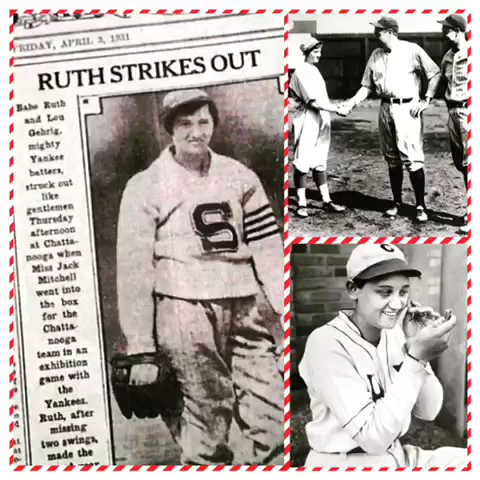 FRIDAY, APRIL 3, 1931
RUTH STRIKES OUT
Babe Ruth
and Lou
Gehrig,
mighty
Yankee
batters,
struck out
like
gentlemen
Thursday
afternoon
at Chatta-
nooga when
Miss Jack
Mitchell
went into
the box
for the
Chatta-
nooga
team in an
exhibition
game with
the
Yankees.
Ruth, after
missing
two swings,
made the
S
C